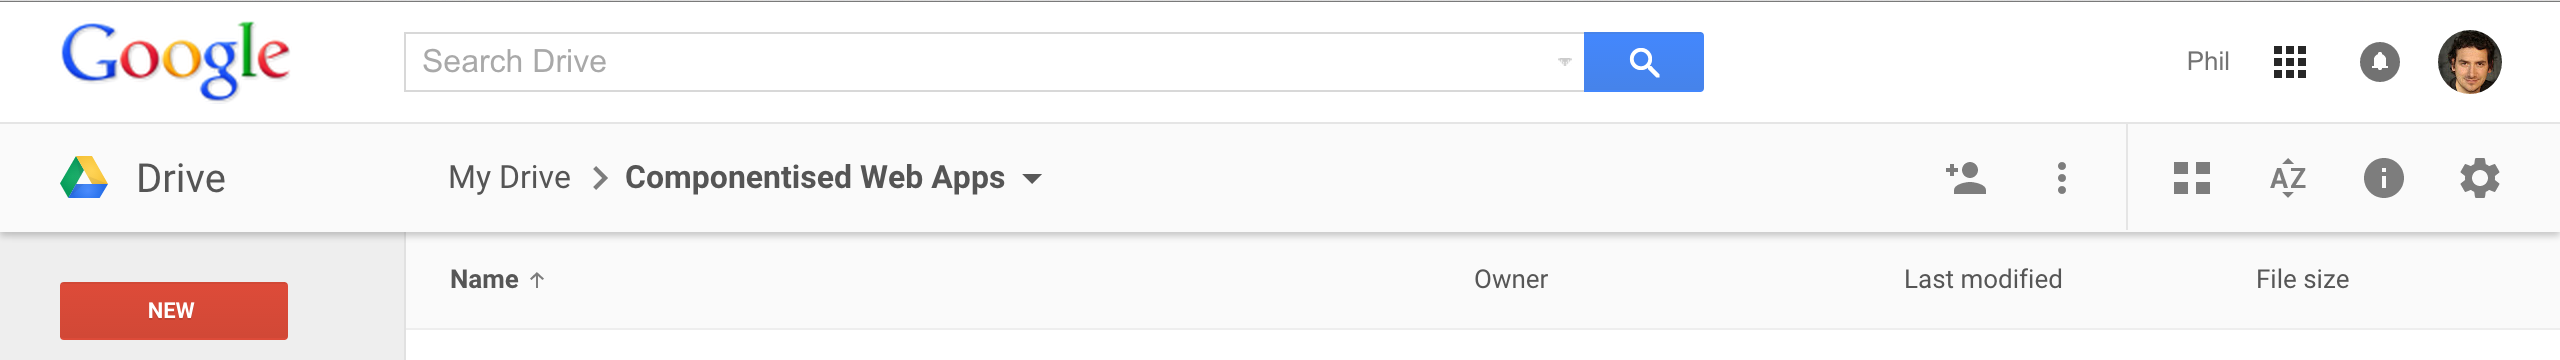 Google
Search Drive
Phil
Drive
My Drive > Componentised Web Apps
AZ
Name ↑
Owner
Last modified
File size
NEW